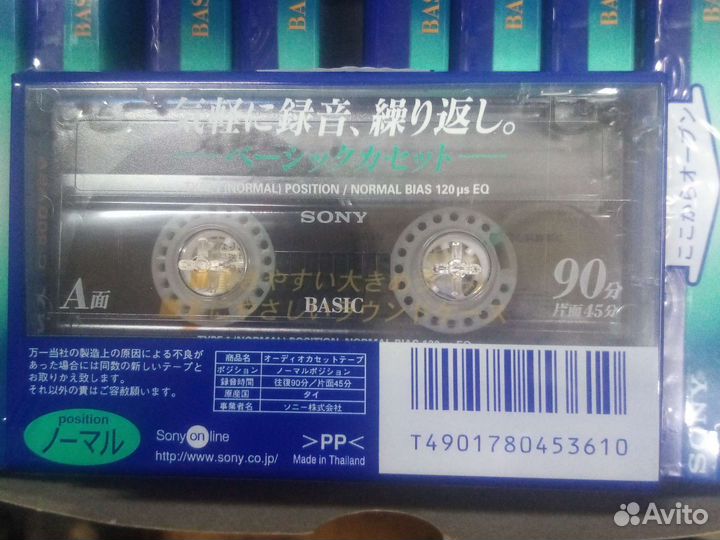 BASIC
気軽に録音、繰り返し。
ベーシックカセット
(NORMAL) POSITION / NORMAL BIAS 120 μs EQ
SONY
ここからオープン
A面
BASIC
90分
片面45分
やすい大きめ
万一当社の製造上の原因による不良が
あった場合には同数の新しいテープと
お取りかえ致します。
それ以外の責はご容赦願います。
商品名 オーディオカセットテープ
ポジション ノーマルポジション
録音時間 往復90分/片面45分
原産国 タイ
事業者名 ソニー株式会社
position
ノーマル
Sony on line
http://www.sony.co.jp/
>PP<
Made in Thailand
T4901780453610
SONY
Avito